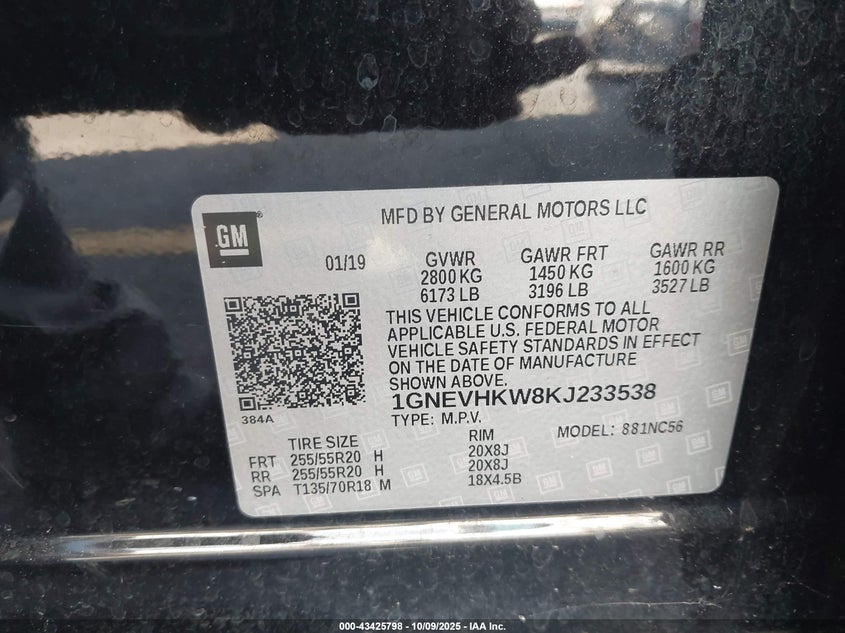 GM
MFD BY GENERAL MOTORS LLC
01/19
GVWR GAWR FRT GAWR RR
2800 KG 1450 KG 1600 KG
6173 LB 3196 LB 3527 LB
THIS VEHICLE CONFORMS TO ALL
APPLICABLE U.S. FEDERAL MOTOR
VEHICLE SAFETY STANDARDS IN EFFECT
ON THE DATE OF MANUFACTURE
SHOWN ABOVE.
384A
1GNEVHKW8KJ233538
TYPE: M.P.V. MODEL: 881NC56
TIRE SIZE RIM
FRT 255/55R20 H 20X8J
RR 255/55R20 H 20X8J
SPA T135/70R18 M 18X4.5B
000-43425798 - 10/09/2025 - IAA Inc.